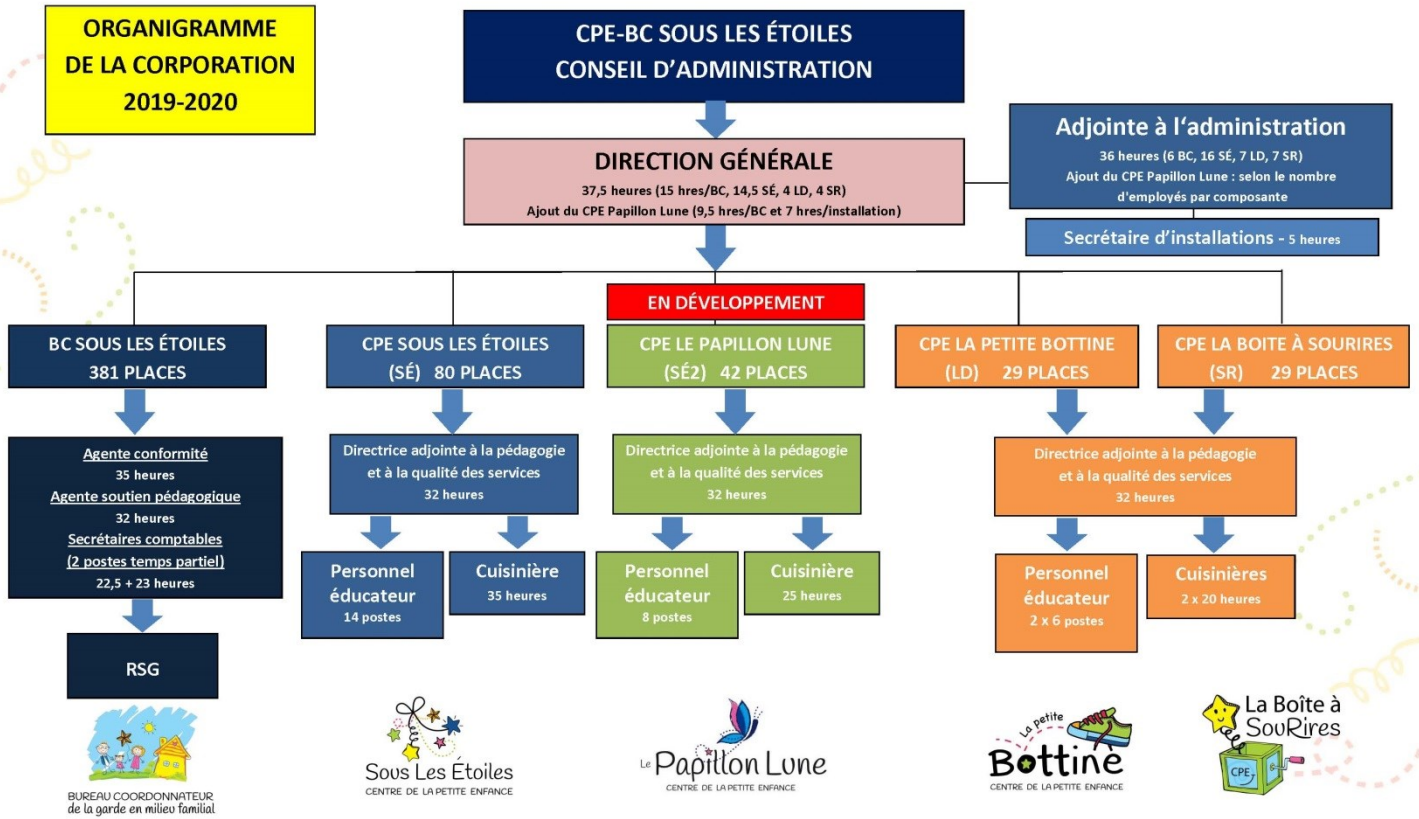 ORGANIGRAMME
DE LA CORPORATION
2019-2020
CPE-BC SOUS LES ÉTOILES
CONSEIL D’ADMINISTRATION
DIRECTION GÉNÉRALE
37,5 heures (15 hres/BC, 14,5 SÉ, 4 LD, 4 SR)
Ajout du CPE Papillon Lune (9,5 hres/BC et 7 hres/installation)
Adjointe à l‘administration
36 heures (6 BC, 16 SÉ, 7 LD, 7 SR)
Ajout du CPE Papillon Lune : selon le nombre
d'employés par composante
Secrétaire d’installations - 5 heures
EN DÉVELOPPEMENT
BC SOUS LES ÉTOILES
381 PLACES
CPE SOUS LES ÉTOILES
(SÉ) 80 PLACES
CPE LE PAPILLON LUNE
(SÉ2) 42 PLACES
CPE LA PETITE BOTTINE
(LD) 29 PLACES
CPE LA BOITE À SOURIRES
(SR) 29 PLACES
Agente conformité
35 heures
Agente soutien pédagogique
32 heures
Secrétaires comptables
(2 postes temps partiel)
22,5 + 23 heures
Directrice adjointe à la pédagogie
et à la qualité des services
32 heures
Directrice adjointe à la pédagogie
et à la qualité des services
32 heures
Directrice adjointe à la pédagogie
et à la qualité des services
32 heures
Personnel
éducateur
14 postes
Cuisinière
35 heures
Personnel
éducateur
8 postes
Cuisinière
25 heures
Personnel
éducateur
2 x 6 postes
Cuisinières
2 x 20 heures
RSG
BUREAU COORDONNATEUR
de la garde en milieu familial
Sous Les Étoiles
CENTRE DE LA PETITE ENFANCE
Le Papillon Lune
CENTRE DE LA PETITE ENFANCE
La petite
Bottine
CENTRE DE LA PETITE ENFANCE
La Boîte à
SouRires
CPE